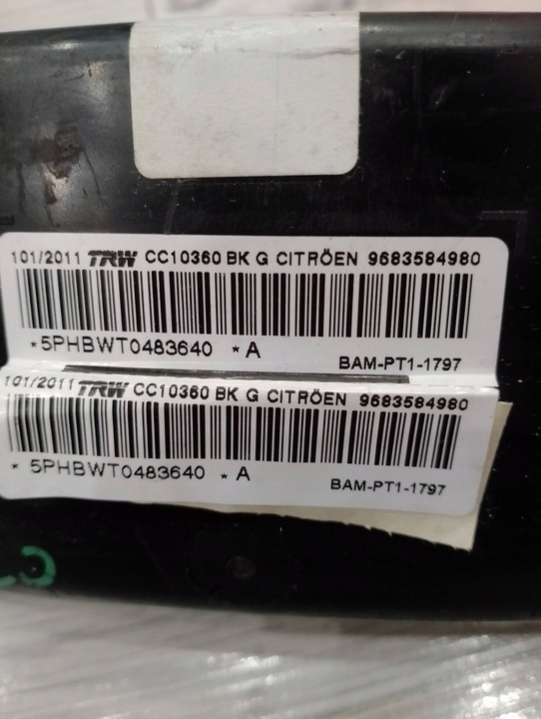 101/2011 TRW CC10360 BK G CITRÖEN 9683584980
*5PHBWT0483640 *A
BAM-PT1-1797
101/2011 TRW CC10360 BK G CITRÖEN 9683584980
* 5PHBWT0483640 *A
BAM-PT1-1797